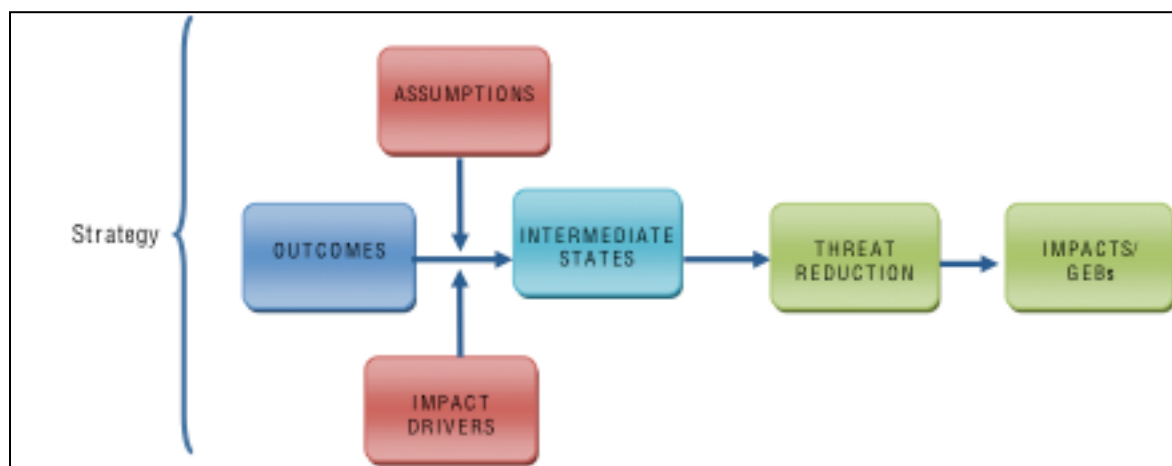 ASSUMPTIONS
Strategy
OUTCOMES
INTERMEDIATE
STATES
THREAT
REDUCTION
IMPACTS/
GEBs
IMPACT
DRIVERS